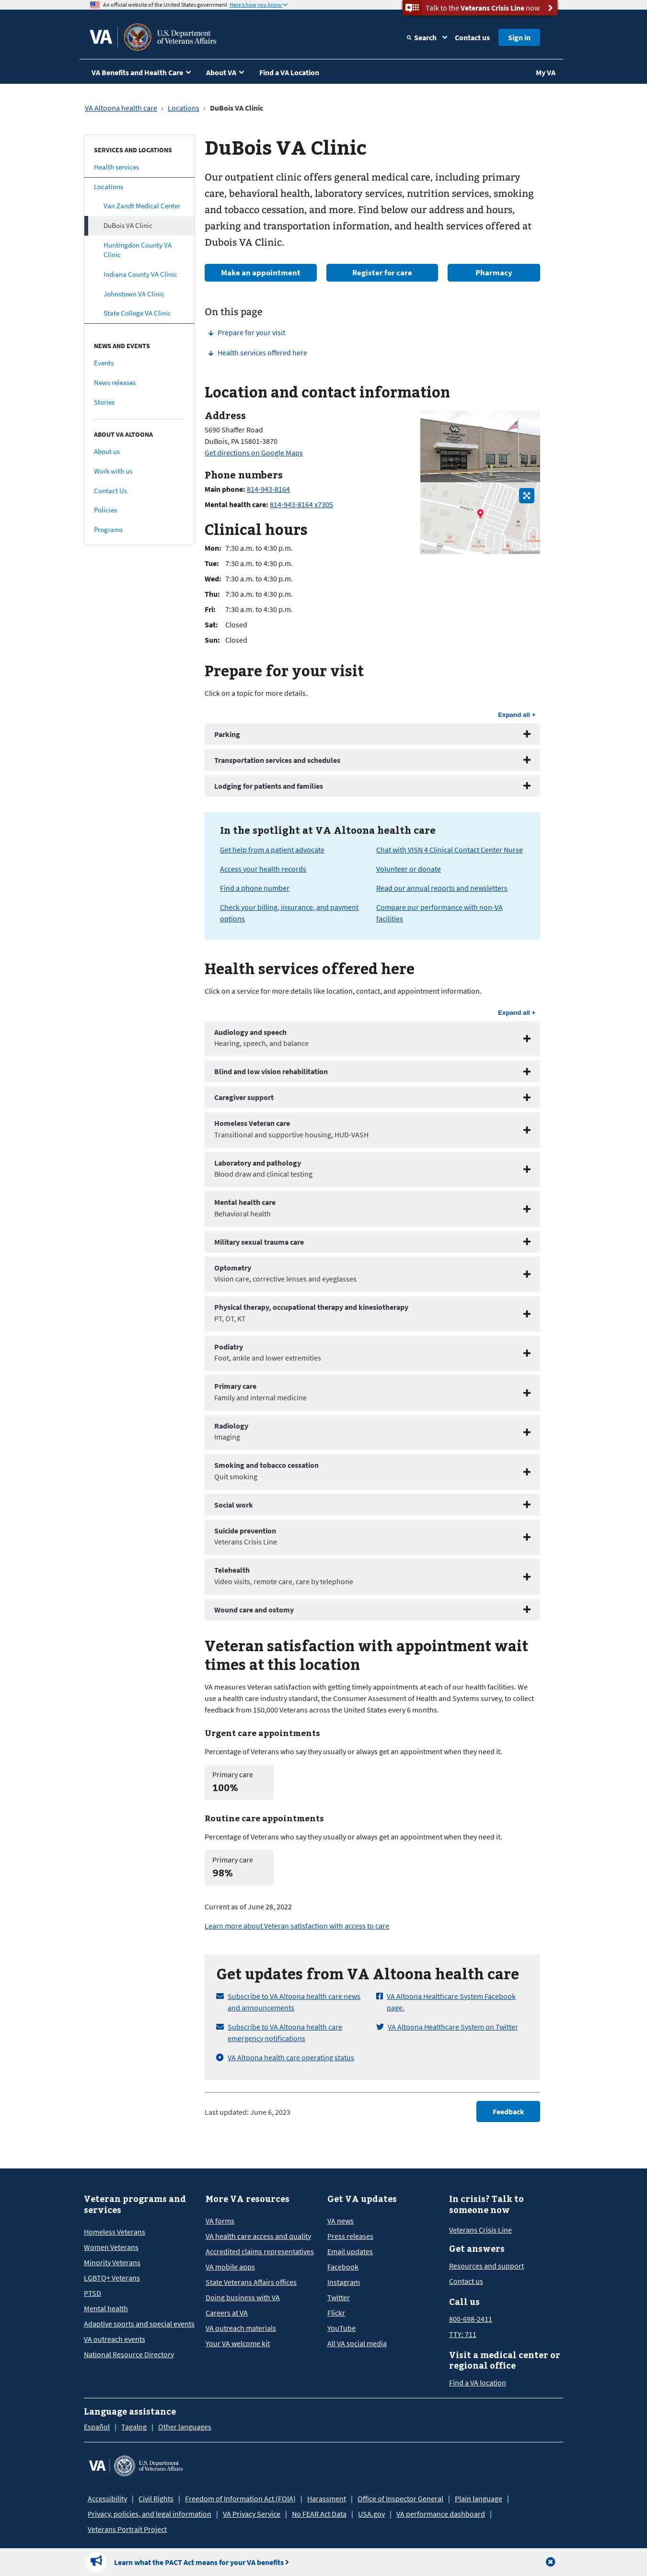 An official website of the United States government Here's how you know
Talk to the Veterans Crisis Line now
VA U.S. Department of Veterans Affairs
Search
Contact us
Sign in
VA Benefits and Health Care
About VA
Find a VA Location
My VA
VA Altoona health care › Locations › DuBois VA Clinic
SERVICES AND LOCATIONS
Health services
Locations
Van Zandt Medical Center
DuBois VA Clinic
Huntingdon County VA
Clinic
Indiana County VA Clinic
Johnstown VA Clinic
State College VA Clinic
NEWS AND EVENTS
Events
News releases
Stories
ABOUT VA ALTOONA
About us
Work with us
Contact Us
Policies
Programs
DuBois VA Clinic
Our outpatient clinic offers general medical care, including primary
care, behavioral health, laboratory services, nutrition services, smoking
and tobacco cessation, and more. Find below our address and hours,
parking and transportation information, and health services offered at
Dubois VA Clinic.
Make an appointment
Register for care
Pharmacy
On this page
Prepare for your visit
Health services offered here
Location and contact information
Address
5690 Shaffer Road
DuBois, PA 15801-3870
Get directions on Google Maps
Phone numbers
Main phone: 814-943-8164
Mental health care: 814-943-8164 x7305
Clinical hours
Mon: 7:30 a.m. to 4:30 p.m.
Tue: 7:30 a.m. to 4:30 p.m.
Wed: 7:30 a.m. to 4:30 p.m.
Thu: 7:30 a.m. to 4:30 p.m.
Fri: 7:30 a.m. to 4:30 p.m.
Sat: Closed
Sun: Closed
Prepare for your visit
Click on a topic for more details.
Expand all +
Parking
Transportation services and schedules
Lodging for patients and families
In the spotlight at VA Altoona health care
Get help from a patient advocate
Access your health records
Find a phone number
Check your billing, insurance, and payment
options
Chat with VISN 4 Clinical Contact Center Nurse
Volunteer or donate
Read our annual reports and newsletters
Compare our performance with non-VA
facilities
Health services offered here
Click on a service for more details like location, contact, and appointment information.
Expand all +
Audiology and speech
Hearing, speech, and balance
Blind and low vision rehabilitation
Caregiver support
Homeless Veteran care
Transitional and supportive housing, HUD-VASH
Laboratory and pathology
Blood draw and clinical testing
Mental health care
Behavioral health
Military sexual trauma care
Optometry
Vision care, corrective lenses and eyeglasses
Physical therapy, occupational therapy and kinesiotherapy
PT, OT, KT
Podiatry
Foot, ankle and lower extremities
Primary care
Family and internal medicine
Radiology
Imaging
Smoking and tobacco cessation
Quit smoking
Social work
Suicide prevention
Veterans Crisis Line
Telehealth
Video visits, remote care, care by telephone
Wound care and ostomy
Veteran satisfaction with appointment wait
times at this location
VA measures Veteran satisfaction with getting timely appointments at each of our health facilities. We
use a health care industry standard, the Consumer Assessment of Health and Systems survey, to collect
feedback from 150,000 Veterans across the United States every 6 months.
Urgent care appointments
Percentage of Veterans who say they usually or always get an appointment when they need it.
Primary care
100%
Routine care appointments
Percentage of Veterans who say they usually or always get an appointment when they need it.
Primary care
98%
Current as of June 28, 2022
Learn more about Veteran satisfaction with access to care
Get updates from VA Altoona health care
Subscribe to VA Altoona health care news
and announcements
Subscribe to VA Altoona health care
emergency notifications
VA Altoona health care operating status
VA Altoona Healthcare System Facebook
page.
VA Altoona Healthcare System on Twitter
Last updated: June 6, 2023
Feedback
Veteran programs and
services
Homeless Veterans
Women Veterans
Minority Veterans
LGBTQ+ Veterans
PTSD
Mental health
Adaptive sports and special events
VA outreach events
National Resource Directory
More VA resources
VA forms
VA health care access and quality
Accredited claims representatives
VA mobile apps
State Veterans Affairs offices
Doing business with VA
Careers at VA
VA outreach materials
Your VA welcome kit
Get VA updates
VA news
Press releases
Email updates
Facebook
Instagram
Twitter
Flickr
YouTube
All VA social media
In crisis? Talk to
someone now
Veterans Crisis Line
Get answers
Resources and support
Contact us
Call us
800-698-2411
TTY: 711
Visit a medical center or
regional office
Find a VA location
Language assistance
Español | Tagalog | Other languages
VA U.S. Department of Veterans Affairs
Accessibility | Civil Rights | Freedom of Information Act (FOIA) | Harassment | Office of Inspector General | Plain language |
Privacy, policies, and legal information | VA Privacy Service | No FEAR Act Data | USA.gov | VA performance dashboard |
Veterans Portrait Project
Learn what the PACT Act means for your VA benefits